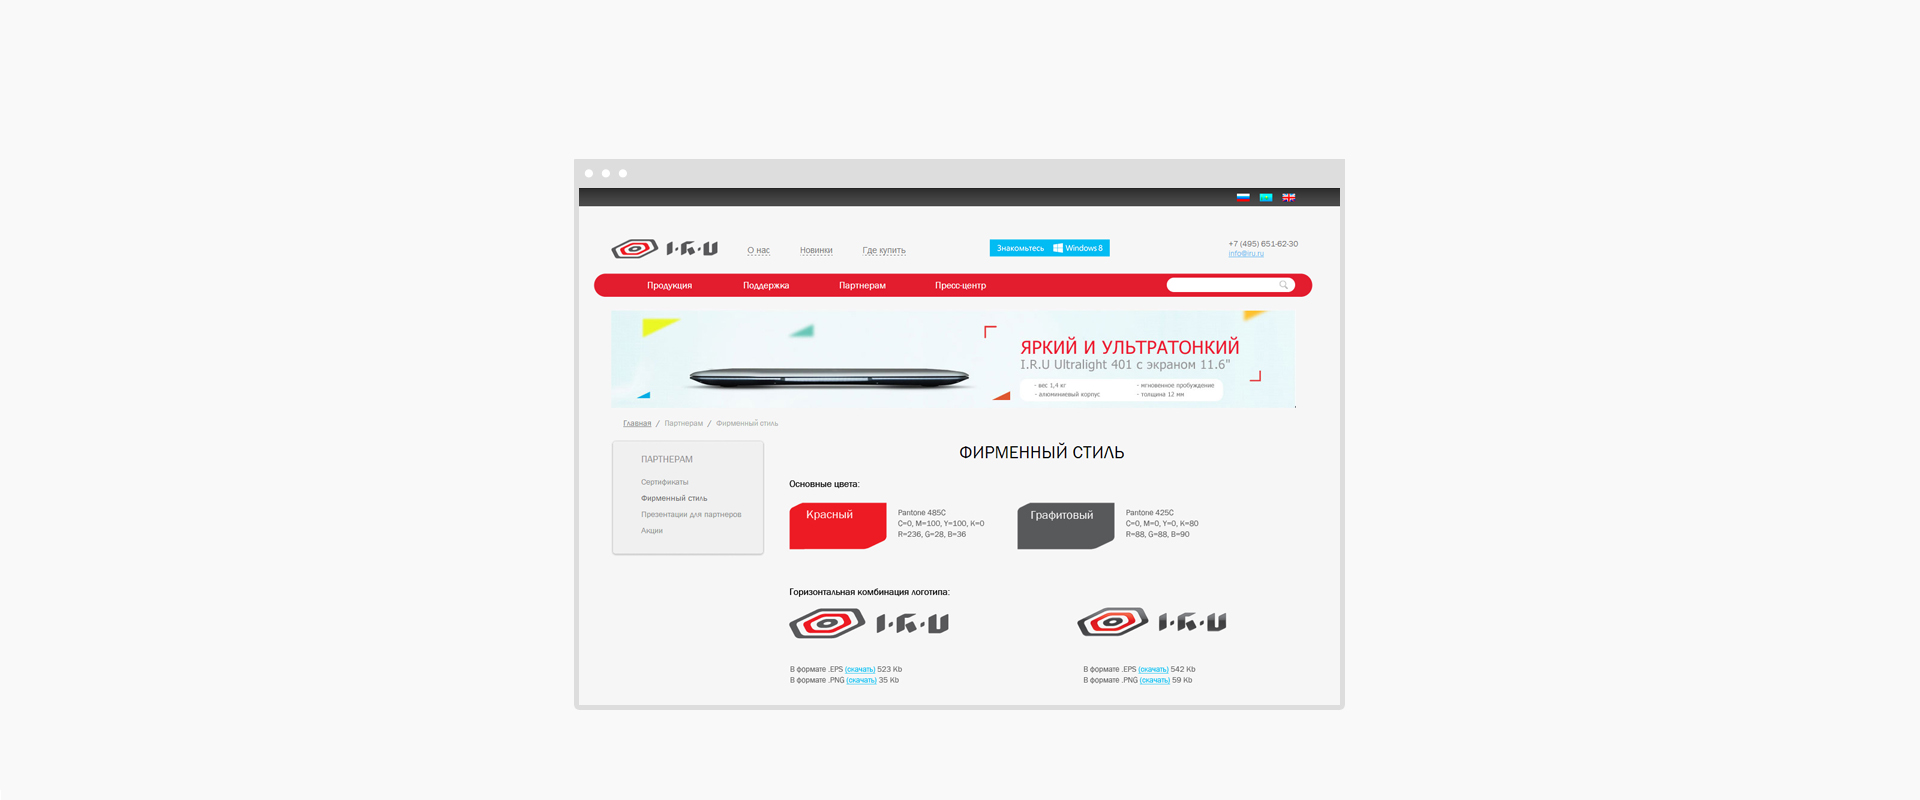 I·R·U
О нас
Новинки
Где купить
Знакомьтесь Windows 8
+7 (495) 651-62-30
info@iru.ru
Продукция
Поддержка
Партнерам
Пресс-центр
ЯРКИЙ И УЛЬТРАТОНКИЙ
I.R.U Ultralight 401 с экраном 11.6"
- вес 1,4 кг
- мгновенное пробуждение
- алюминиевый корпус
- толщина 12 мм
Главная / Партнерам / Фирменный стиль
ПАРТНЕРАМ
Сертификаты
Фирменный стиль
Презентации для партнеров
Акции
ФИРМЕННЫЙ СТИЛЬ
Основные цвета:
Красный
Pantone 485C
C=0, M=100, Y=100, K=0
R=236, G=28, B=36
Графитовый
Pantone 425C
C=0, M=0, Y=0, K=80
R=88, G=88, B=90
Горизонтальная комбинация логотипа:
I·R·U
I·R·U
В формате .EPS (скачать) 523 Kb
В формате .PNG (скачать) 35 Kb
В формате .EPS (скачать) 542 Kb
В формате .PNG (скачать) 59 Kb